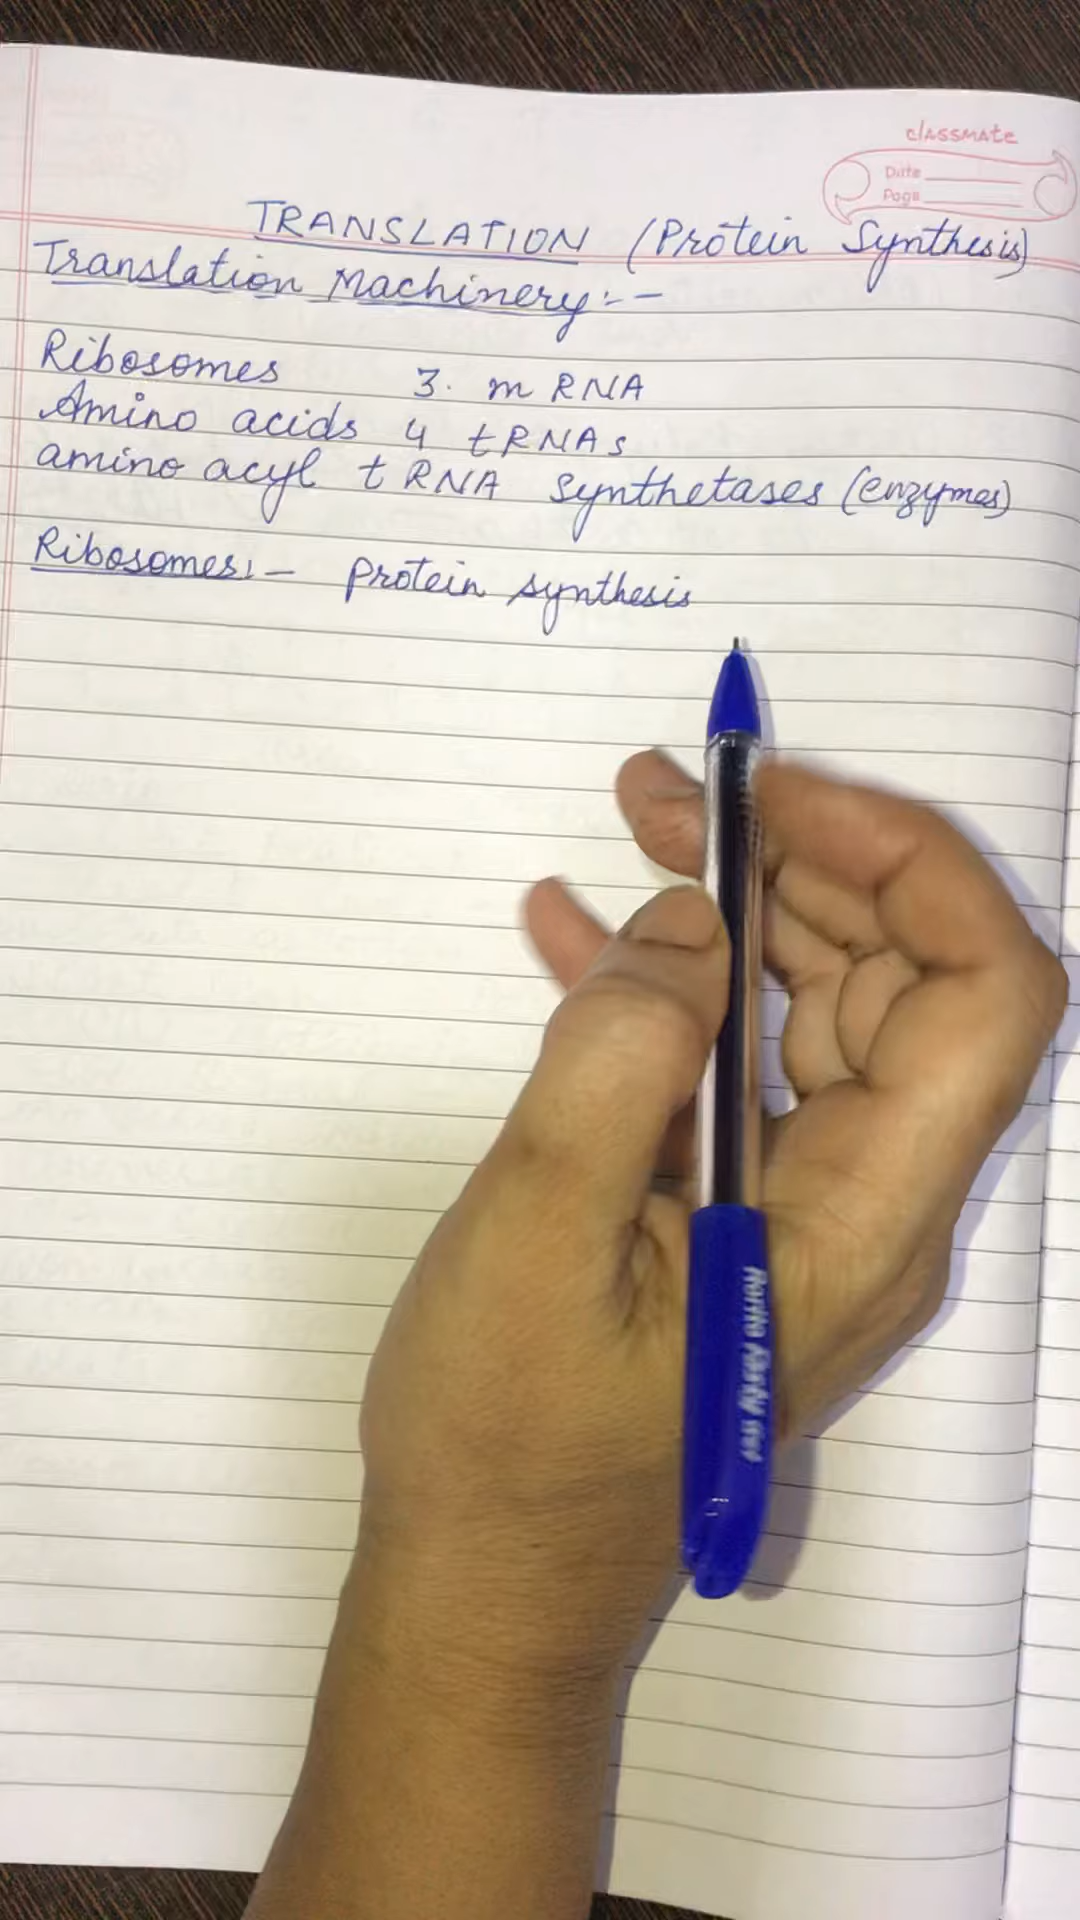 classmate
Date
Page
TRANSLATION (Protein Synthesis)
Translation Machinery:-
Ribosomes 3. mRNA
Amino acids 4 tRNAs
amino acyl tRNA synthetases (enzymes)
Ribosomes:- Protein synthesis
Rorito